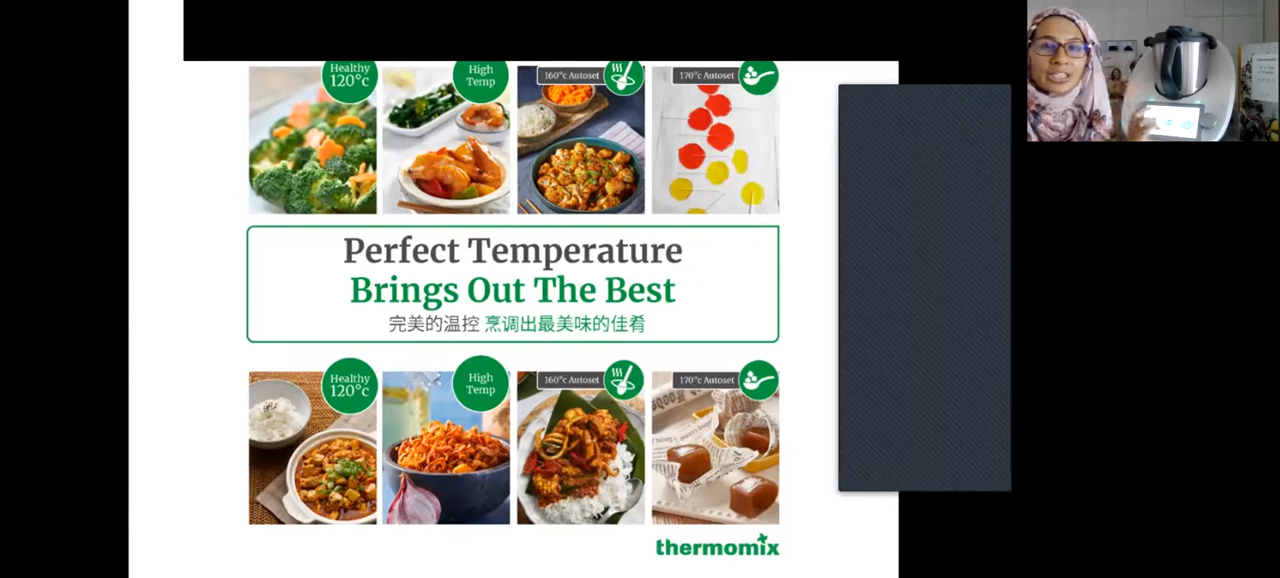 Healthy
120°c
High
Temp
160°c Autoset
170°c Autoset
Perfect Temperature
Brings Out The Best
完美的温控 烹调出最美味的佳肴
Healthy
120°c
High
Temp
160°c Autoset
170°c Autoset
thermomix